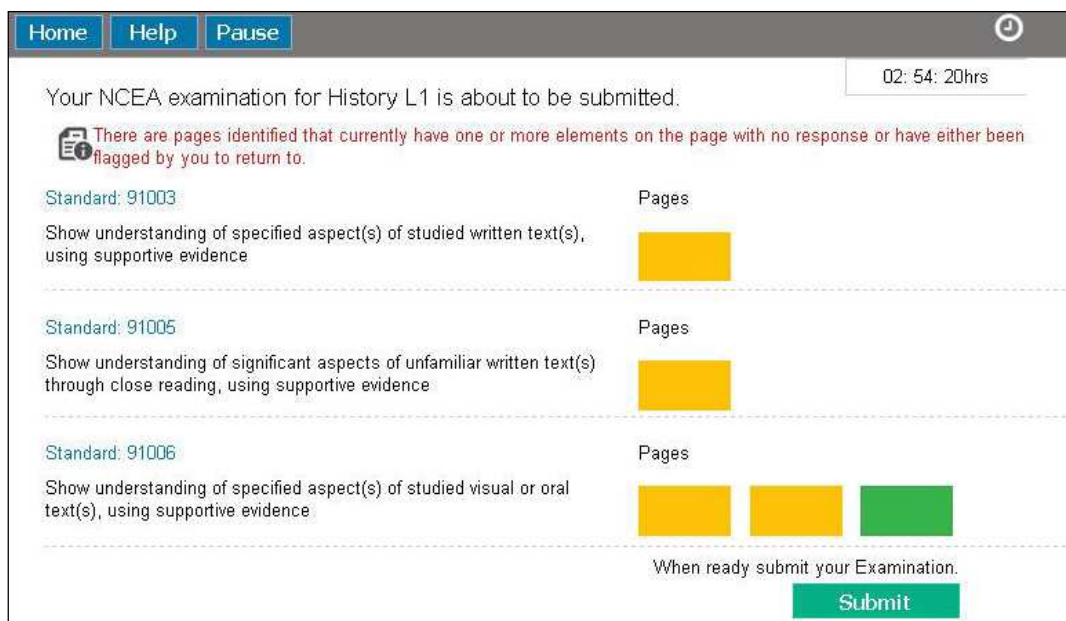 Home Help Pause
02: 54: 20hrs
Your NCEA examination for History L1 is about to be submitted.
There are pages identified that currently have one or more elements on the page with no response or have either been
flagged by you to return to.
Standard: 91003 Pages
Show understanding of specified aspect(s) of studied written text(s),
using supportive evidence
Standard: 91005 Pages
Show understanding of significant aspects of unfamiliar written text(s)
through close reading, using supportive evidence
Standard: 91006 Pages
Show understanding of specified aspect(s) of studied visual or oral
text(s), using supportive evidence
When ready submit your Examination.
Submit